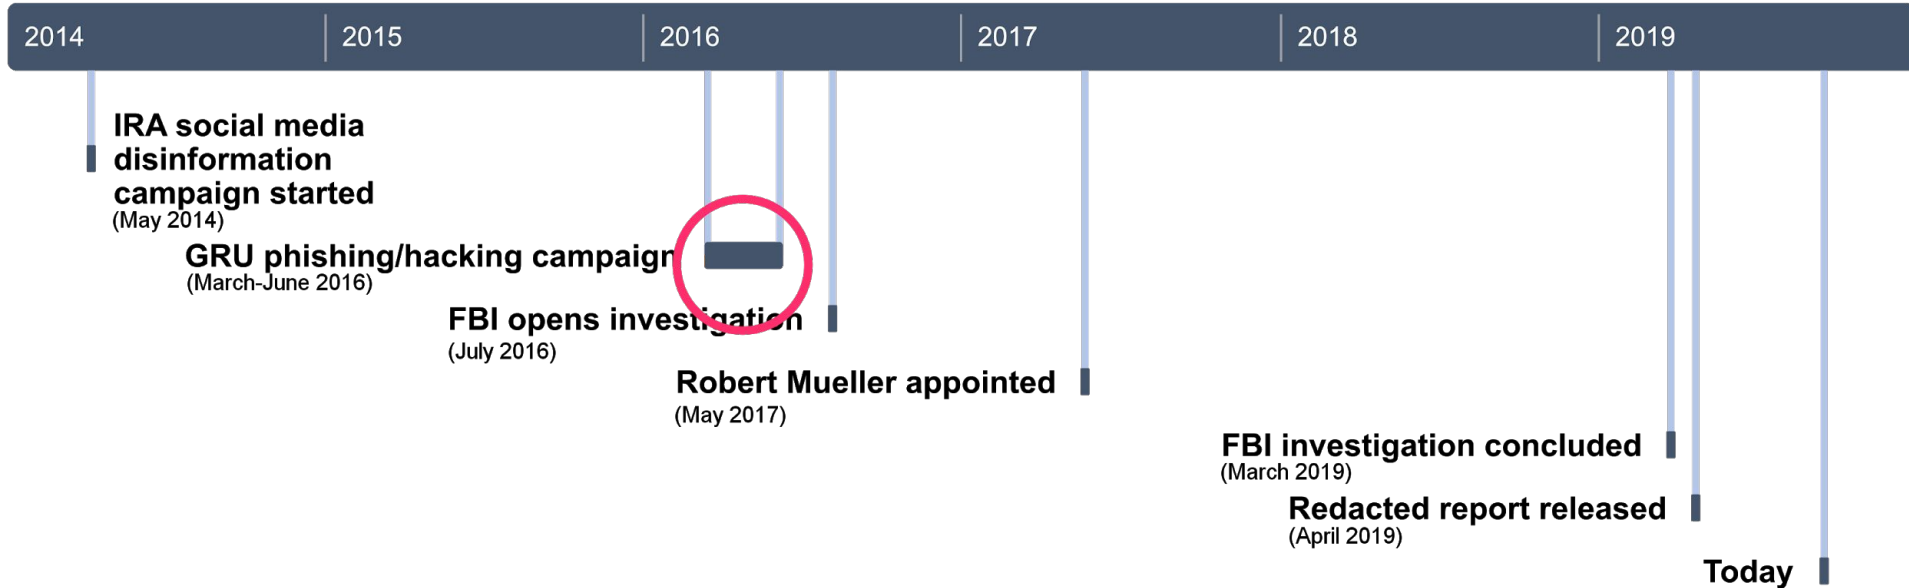 2014 2015 2016 2017 2018 2019
IRA social media
disinformation
campaign started
(May 2014)
GRU phishing/hacking campaign
(March-June 2016)
FBI opens investigation
(July 2016)
Robert Mueller appointed
(May 2017)
FBI investigation concluded
(March 2019)
Redacted report released
(April 2019)
Today